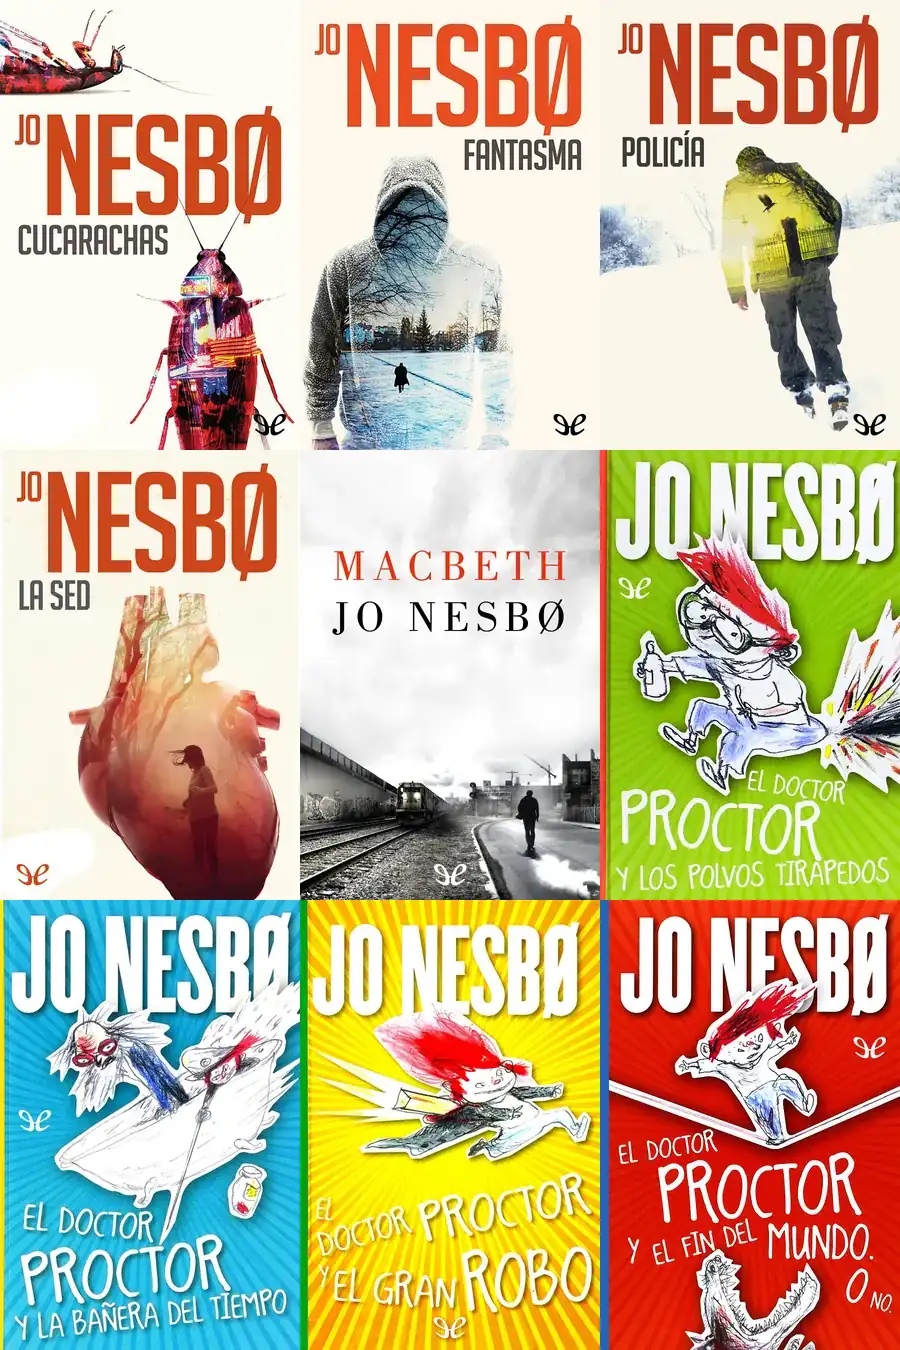 JO
NESBØ
CUCARACHAS
JO
NESBØ
FANTASMA
JO
NESBØ
POLICÍA
JO
NESBØ
LA SED
MACBETH
JO NESBØ
JO NESBØ
EL DOCTOR
PROCTOR
Y LOS POLVOS TIRAPEDOS
JO NESBØ
EL DOCTOR
PROCTOR
Y LA BAÑERA DEL TIEMPO
JO NESBØ
EL
DOCTOR PROCTOR
Y EL GRAN ROBO
JO NESBØ
EL DOCTOR
PROCTOR
Y EL FIN DEL MUNDO.
O NO.